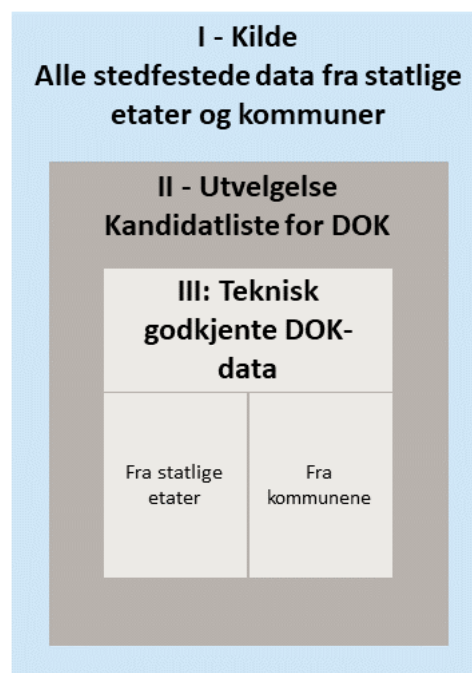 I - Kilde
Alle stedfestede data fra statlige
etater og kommuner
II - Utvelgelse
Kandidatliste for DOK
III: Teknisk
godkjente DOK-
data
Fra statlige
etater
Fra
kommunene